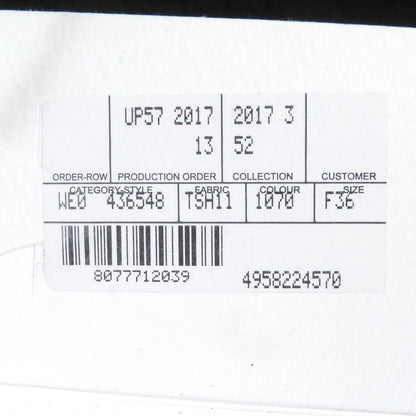 UP57 2017 2017 3
13 52
ORDER-ROW PRODUCTION ORDER COLLECTION CUSTOMER
CATEGORY-STYLE FABRIC COLOUR SIZE
WE0 436548 TSH11 1070 F36
8077712039 4958224570